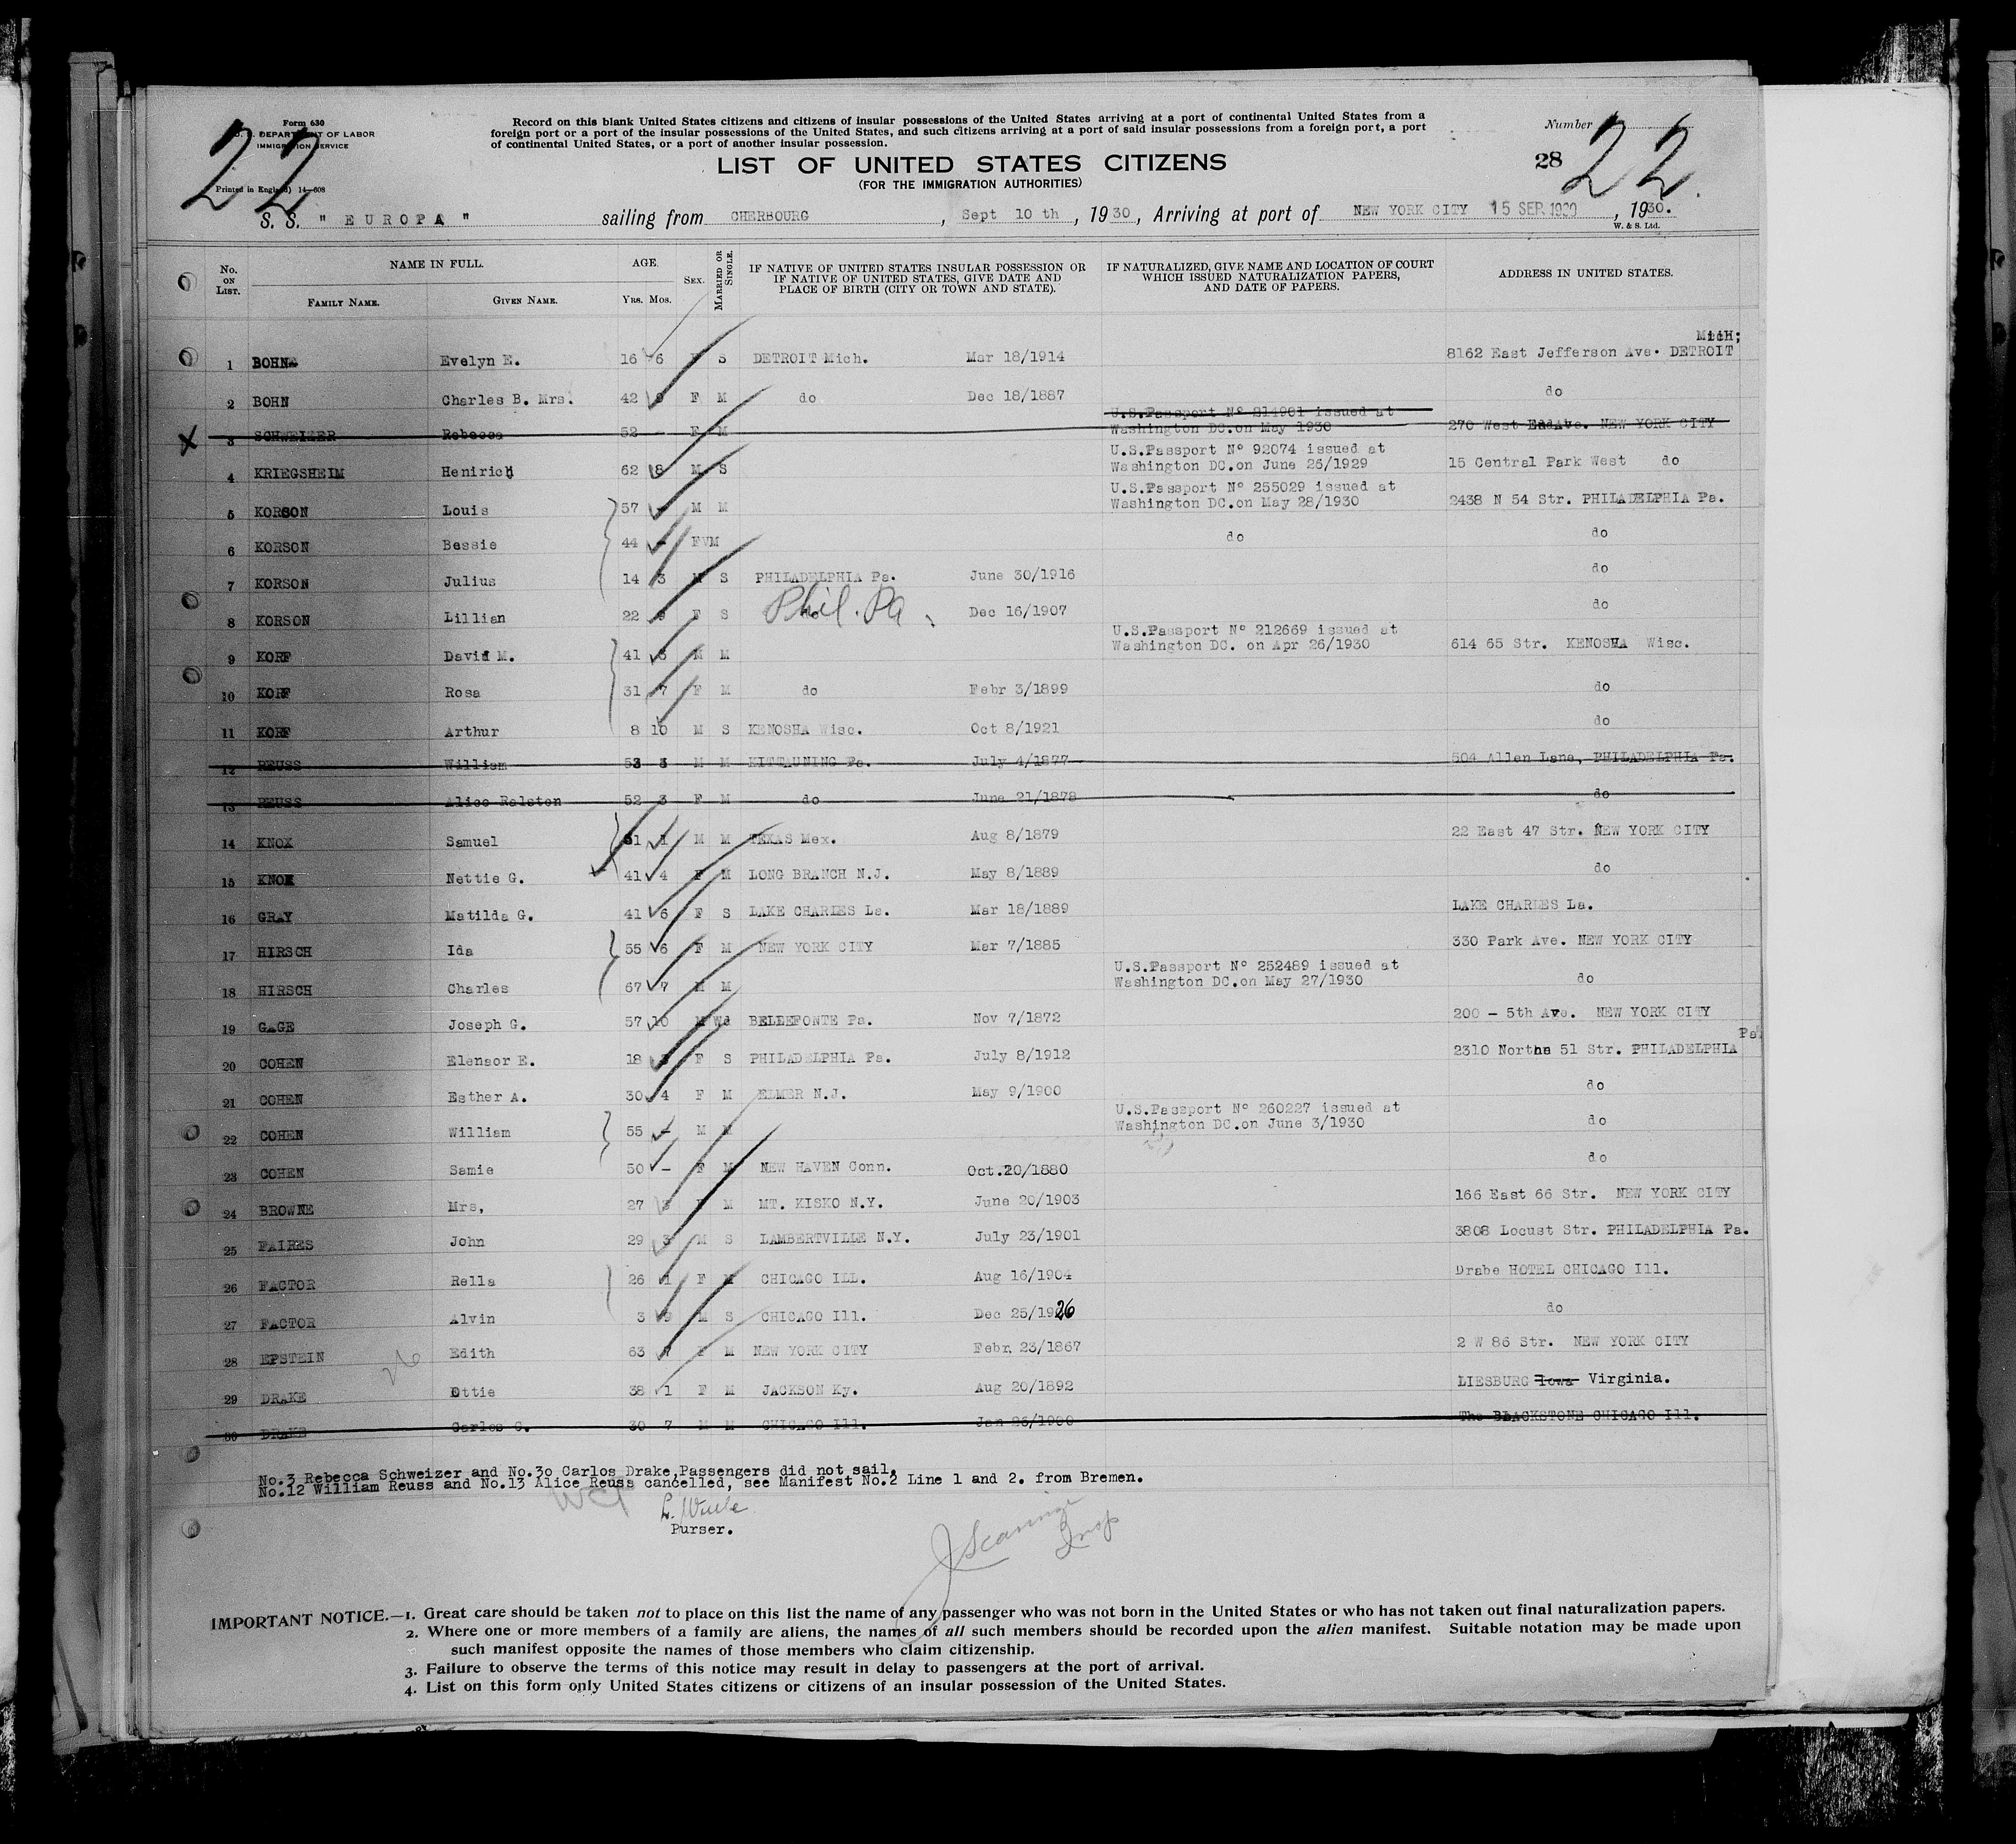 Form 630
U. S. DEPARTMENT OF LABOR
IMMIGRATION SERVICE
Printed in England) 14—608
22
Record on this blank United States citizens and citizens of insular possessions of the United States arriving at a port of continental United States from a
foreign port or a port of the insular possessions of the United States, and such citizens arriving at a port of said insular possessions from a foreign port, a port
of continental United States, or a port of another insular possession.
LIST OF UNITED STATES CITIZENS
(FOR THE IMMIGRATION AUTHORITIES)
Number
28
22
S. S. " EUROPA " sailing from CHERBOURG, Sept 10 th, 1930, Arriving at port of NEW YORK CITY 15 SEP 1930, 1930.
W. & S. Ltd.
No. ON LIST. NAME IN FULL. FAMILY NAME. GIVEN NAME. AGE. YRS. MOS. SEX. MARRIED OR SINGLE. IF NATIVE OF UNITED STATES INSULAR POSSESSION OR IF NATIVE OF UNITED STATES, GIVE DATE AND PLACE OF BIRTH (CITY OR TOWN AND STATE). IF NATURALIZED, GIVE NAME AND LOCATION OF COURT WHICH ISSUED NATURALIZATION PAPERS, AND DATE OF PAPERS. ADDRESS IN UNITED STATES.
1 BOHN Evelyn E. 16 6 F S DETROIT Mich. Mar 18/1914 8162 East Jefferson Ave. DETROIT MicH;
2 BOHN Charles B. Mrs. 42 9 F M do Dec 18/1887 do
3 SCHWEIZER Rebecca 52 - F M U.S.Passport Nº 814981 issued at Washington DC.on May 1930 270 West EndAve. NEW YORK CITY
4 KRIEGSHEIM Henirich 62 8 M S U.S.Passport Nº 92074 issued at Washington DC.on June 26/1929 15 Central Park West do
5 KORSON Louis 57 - M M U.S.Passport Nº 255029 issued at Washington DC.on May 28/1930 2438 N 54 Str. PHILADELPHIA Pa.
6 KORSON Bessie 44 - F M do do
7 KORSON Julius 14 3 M S PHILADELPHIA Pa. June 30/1916 do
8 KORSON Lillian 22 9 F S Phil. Pa. Dec 16/1907 do
9 KORF David M. 41 5 M M U.S.Passport Nº 212669 issued at Washington DC. on Apr 26/1930 614 65 Str. KENOSHA Wisc.
10 KORF Rosa 31 7 F M do Febr 3/1899 do
11 KORF Arthur 8 10 M S KENOSHA Wisc. Oct 8/1921 do
12 REUSS William 53 3 M M KITTAUNING Pa. July 4/1877 504 Allen Lane, PHILADELPHIA Pa.
13 REUSS Alice Ralston 52 3 F M do June 21/1878 do
14 KNOX Samuel 51 1 M M TEXAS Mex. Aug 8/1879 22 East 47 Str. NEW YORK CITY
15 KNOX Nettie G. 41 4 F M LONG BRANCH N.J. May 8/1889 do
16 GRAY Matilda G. 41 6 F S LAKE CHARLES La. Mar 18/1889 LAKE CHARLES La.
17 HIRSCH Ida 55 6 F M NEW YORK CITY Mar 7/1885 330 Park Ave. NEW YORK CITY
18 HIRSCH Charles 67 7 M M U.S.Passport Nº 252489 issued at Washington DC.on May 27/1930 do
19 GAGE Joseph G. 57 10 M Wd BELLEFONTE Pa. Nov 7/1872 200 - 5th Ave. NEW YORK CITY
20 COHEN Eleneor E. 18 F S PHILADELPHIA Pa. July 8/1912 2310 Northe 51 Str. PHILADELPHIA Pa
21 COHEN Esther A. 30 4 F M ELMER N.J. May 9/1900 do
22 COHEN William 55 - M M U.S.Passport Nº 260227 issued at Washington DC.on June 3/1930 do
23 COHEN Samie 50 - F M NEW HAVEN Conn. Oct.20/1880 do
24 BROWNE Mrs, 27 3 F M MT. KISKO N.Y. June 20/1903 166 East 66 Str. NEW YORK CITY
25 FAIRES John 29 3 M S LAMBERTVILLE N.Y. July 23/1901 3808 Locust Str. PHILADELPHIA Pa.
26 FACTOR Rella 26 1 F M CHICAGO ILL. Aug 16/1904 Drabe HOTEL CHICAGO Ill.
27 FACTOR Alvin 3 9 M S CHICAGO Ill. Dec 25/1926 do
28 EPSTEIN Edith 63 7 F M NEW YORK CITY Febr. 23/1867 2 W 86 Str. NEW YORK CITY
26
29 DRAKE Ottie 38 1 F M JACKSON Ky. Aug 20/1892 LIESBURG Iowa Virginia.
30 DRAKE Carlos C. 30 7 M M CHICAGO Ill. Jan 26/1900 The BLACKSTONE CHICAGO Ill.
No.3 Rebecca Schweizer and No.30 Carlos Drake,Passengers did not sail.
No.12 William Reuss and No.13 Alice Reuss cancelled, see Manifest No.2 Line 1 and 2. from Bremen.
Purser.
Insp
IMPORTANT NOTICE.—1. Great care should be taken not to place on this list the name of any passenger who was not born in the United States or who has not taken out final naturalization papers.
2. Where one or more members of a family are aliens, the names of all such members should be recorded upon the alien manifest. Suitable notation may be made upon
such manifest opposite the names of those members who claim citizenship.
3. Failure to observe the terms of this notice may result in delay to passengers at the port of arrival.
4. List on this form only United States citizens or citizens of an insular possession of the United States.